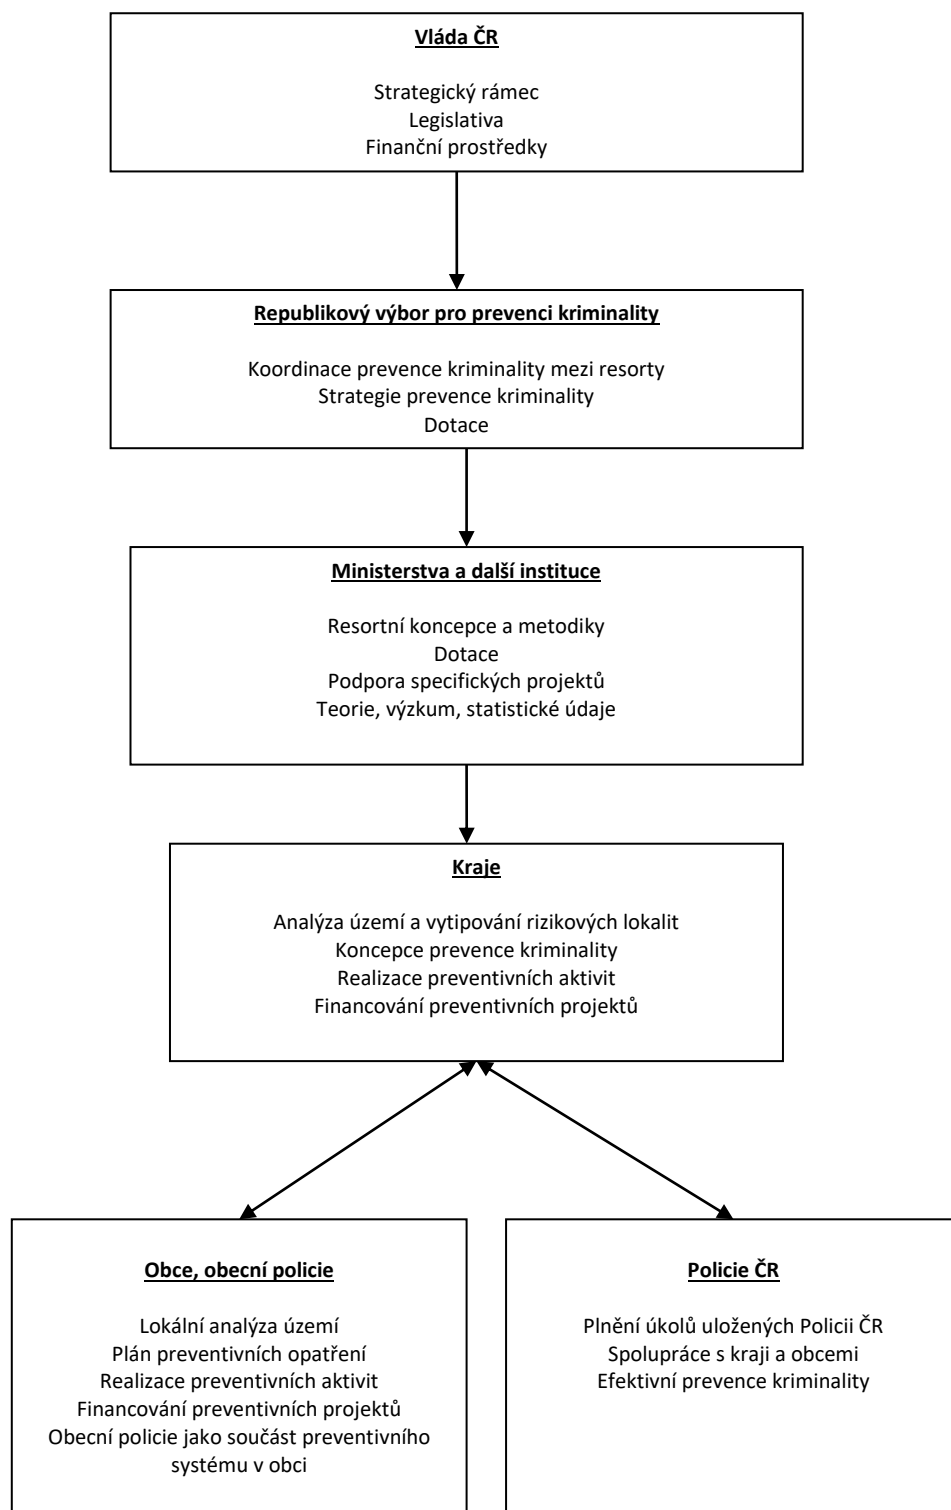 Vláda ČR
Strategický rámec
Legislativa
Finanční prostředky
Republikový výbor pro prevenci kriminality
Koordinace prevence kriminality mezi resorty
Strategie prevence kriminality
Dotace
Ministerstva a další instituce
Resortní koncepce a metodiky
Dotace
Podpora specifických projektů
Teorie, výzkum, statistické údaje
Kraje
Analýza území a vytipování rizikových lokalit
Koncepce prevence kriminality
Realizace preventivních aktivit
Financování preventivních projektů
Obce, obecní policie
Lokální analýza území
Plán preventivních opatření
Realizace preventivních aktivit
Financování preventivních projektů
Obecní policie jako součást preventivního
systému v obci
Policie ČR
Plnění úkolů uložených Policii ČR
Spolupráce s kraji a obcemi
Efektivní prevence kriminality